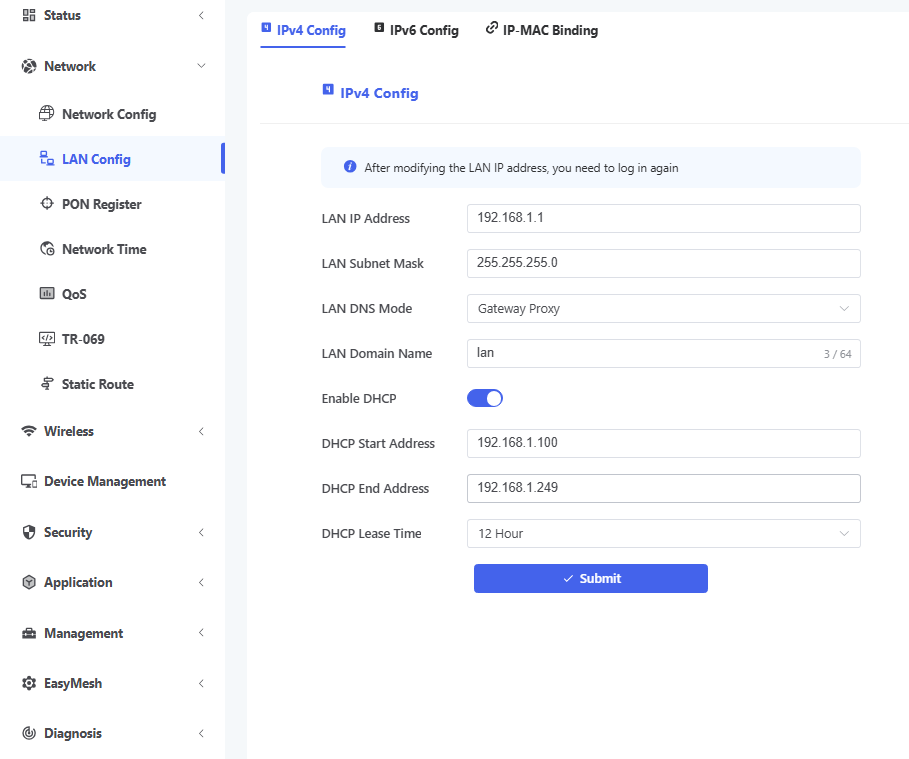 Status
Network
Network Config
LAN Config
PON Register
Network Time
QoS
TR-069
Static Route
Wireless
Device Management
Security
Application
Management
EasyMesh
Diagnosis
4 IPv4 Config 6 IPv6 Config IP-MAC Binding
4 IPv4 Config
i After modifying the LAN IP address, you need to log in again
LAN IP Address 192.168.1.1
LAN Subnet Mask 255.255.255.0
LAN DNS Mode Gateway Proxy
LAN Domain Name lan 3 / 64
Enable DHCP
DHCP Start Address 192.168.1.100
DHCP End Address 192.168.1.249
DHCP Lease Time 12 Hour
Submit